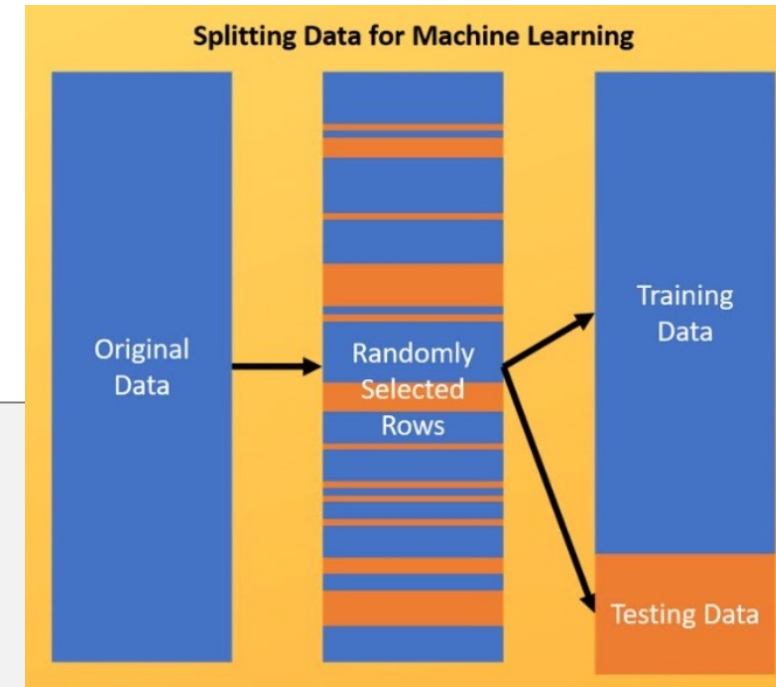 Splitting Data for Machine Learning
Original
Data
Randomly
Selected
Rows
Training
Data
Testing Data